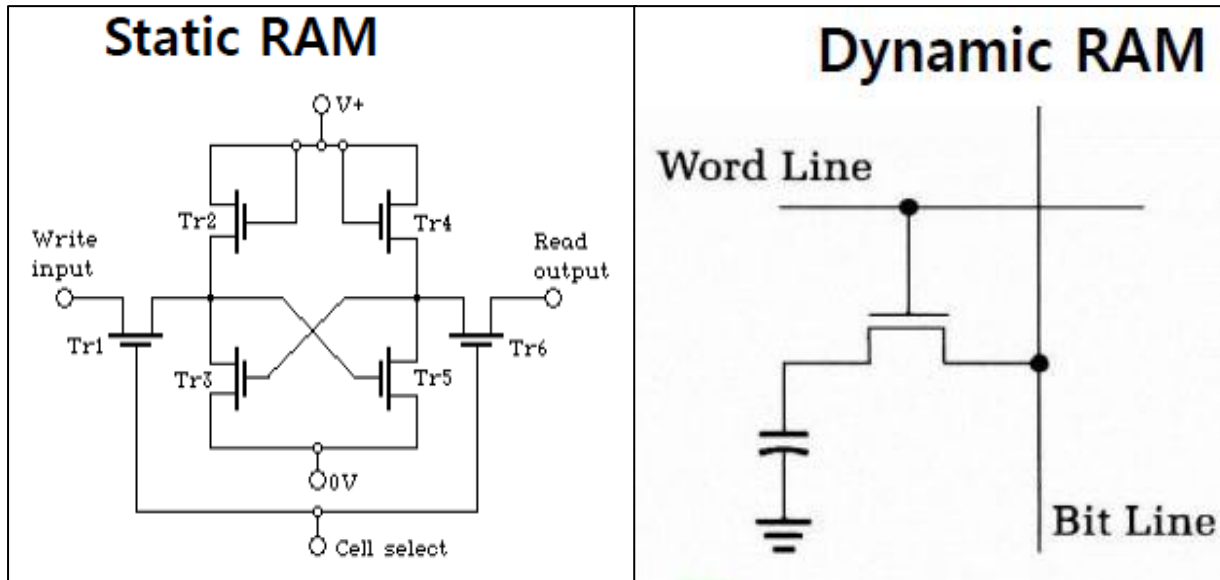 Static RAM
V+
Tr2
Tr4
Write
input
Read
output
Tr1
Tr6
Tr3
Tr5
0V
Cell select
Dynamic RAM
Word Line
Bit Line